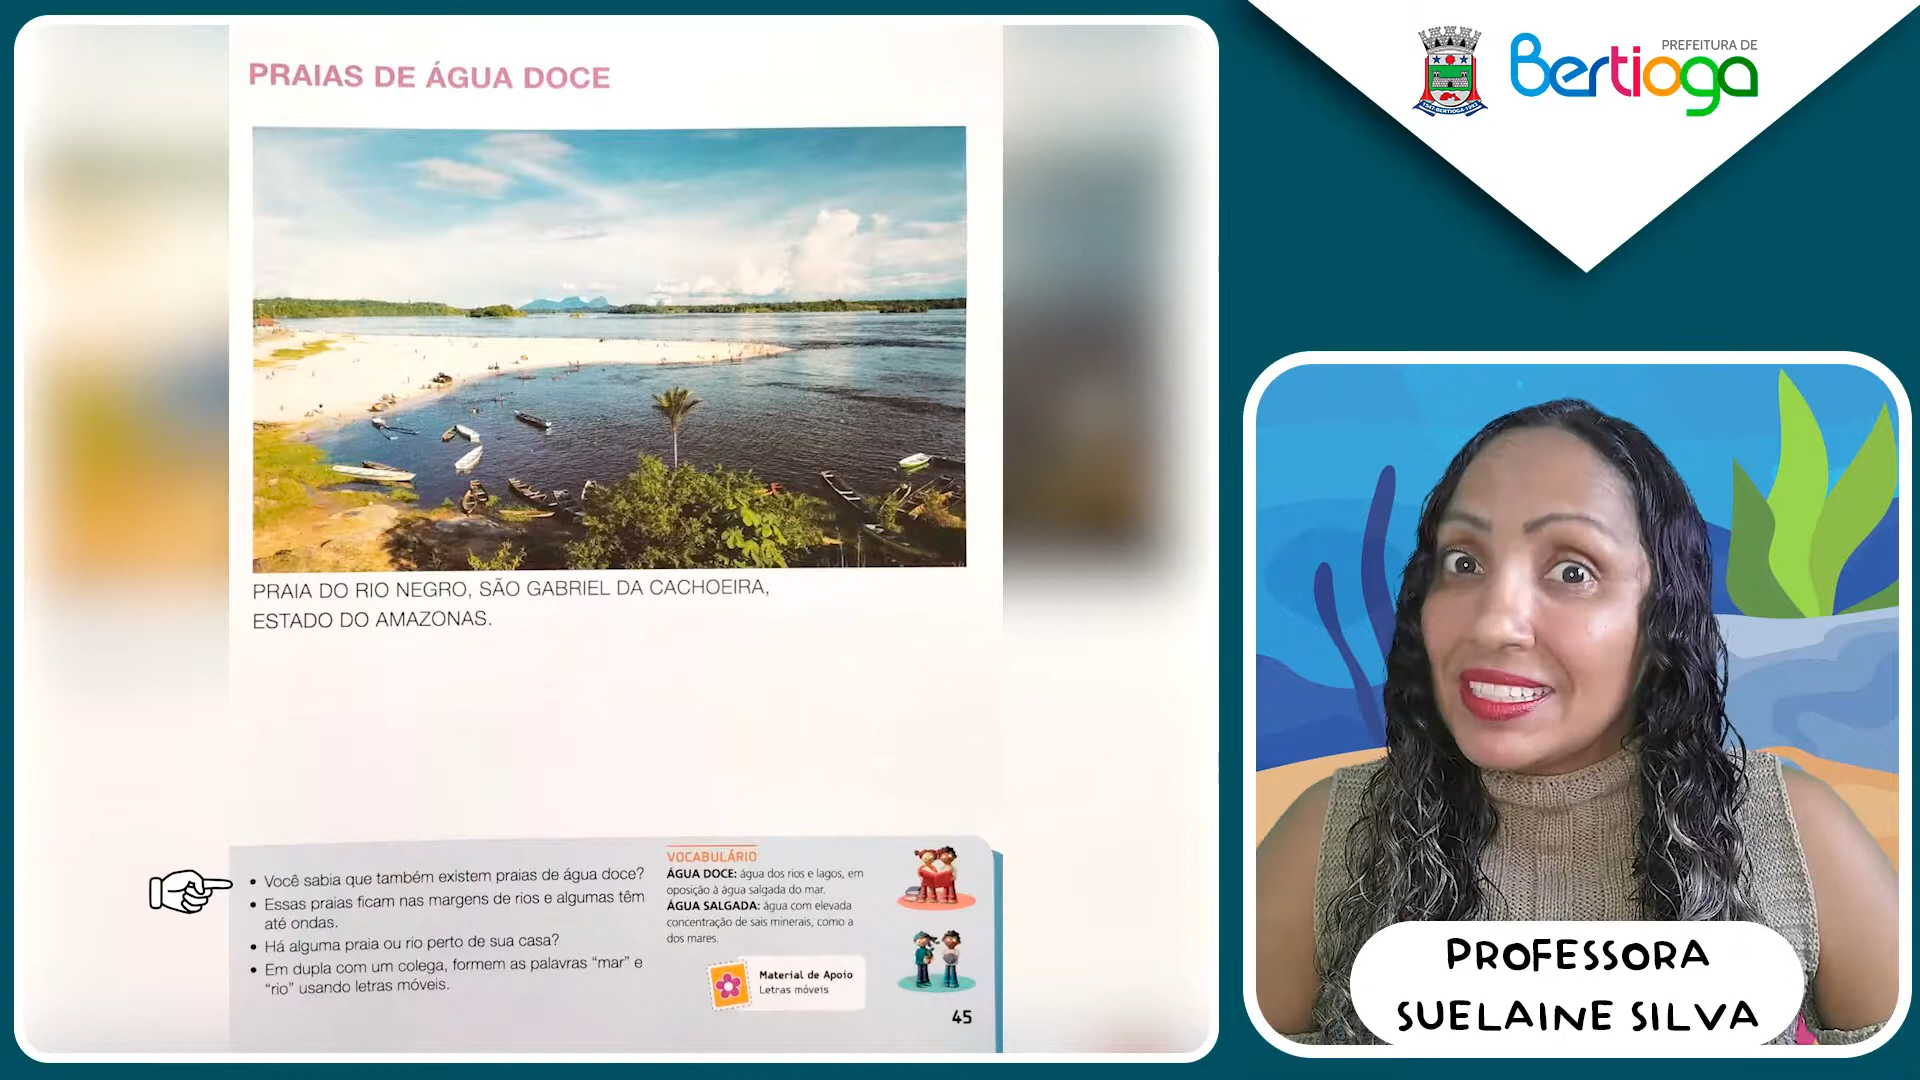 PRAIAS DE ÁGUA DOCE
PRAIA DO RIO NEGRO, SÃO GABRIEL DA CACHOEIRA,
ESTADO DO AMAZONAS.
• Você sabia que também existem praias de água doce?
• Essas praias ficam nas margens de rios e algumas têm
até ondas.
• Há alguma praia ou rio perto de sua casa?
• Em dupla com um colega, formem as palavras “mar” e
“rio” usando letras móveis.
VOCABULÁRIO
ÁGUA DOCE: água dos rios e lagos, em
oposição à água salgada do mar.
ÁGUA SALGADA: água com elevada
concentração de sais minerais, como a
dos mares.
Material de Apoio
Letras móveis
45
PREFEITURA DE
Bertioga
PROFESSORA
SUELAINE SILVA